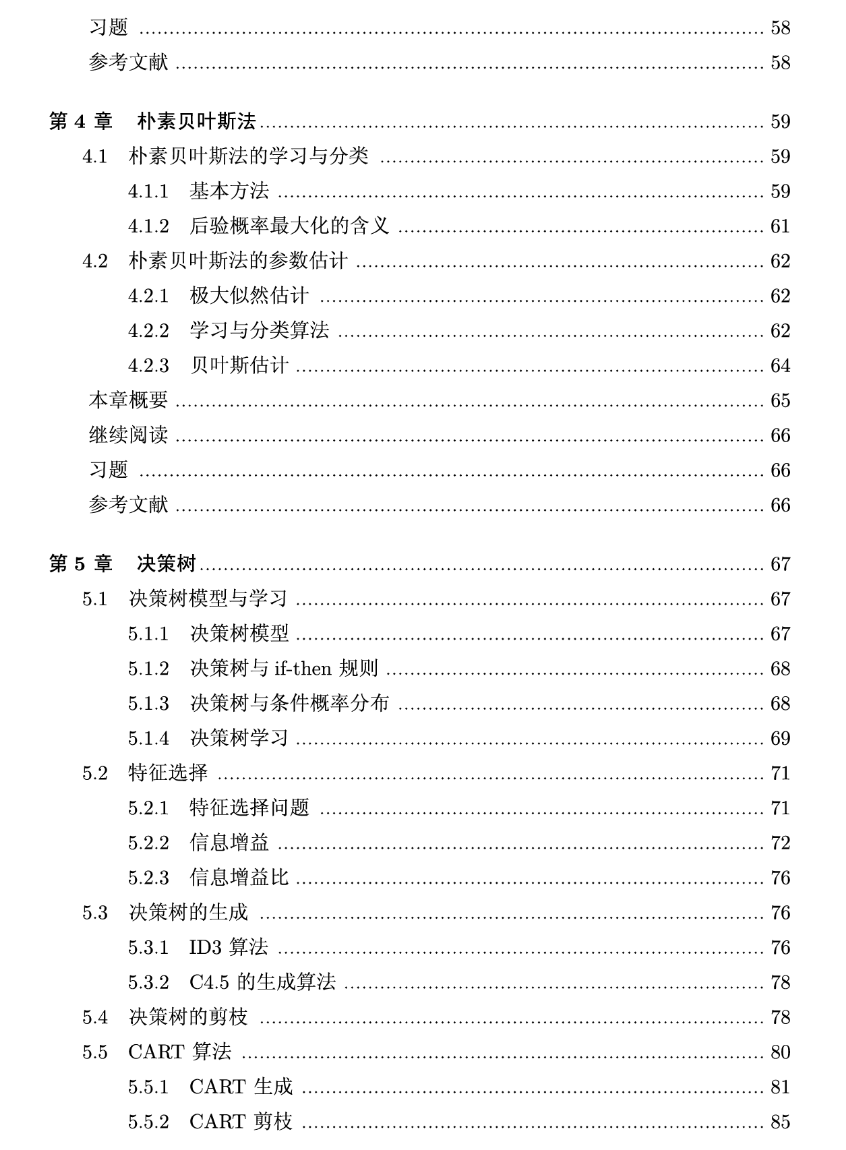 习题 .......... 58
参考文献 .......... 58
第 4 章 朴素贝叶斯法 .......... 59
4.1 朴素贝叶斯法的学习与分类 .......... 59
4.1.1 基本方法 .......... 59
4.1.2 后验概率最大化的含义 .......... 61
4.2 朴素贝叶斯法的参数估计 .......... 62
4.2.1 极大似然估计 .......... 62
4.2.2 学习与分类算法 .......... 62
4.2.3 贝叶斯估计 .......... 64
本章概要 .......... 65
继续阅读 .......... 66
习题 .......... 66
参考文献 .......... 66
第 5 章 决策树 .......... 67
5.1 决策树模型与学习 .......... 67
5.1.1 决策树模型 .......... 67
5.1.2 决策树与 if-then 规则 .......... 68
5.1.3 决策树与条件概率分布 .......... 68
5.1.4 决策树学习 .......... 69
5.2 特征选择 .......... 71
5.2.1 特征选择问题 .......... 71
5.2.2 信息增益 .......... 72
5.2.3 信息增益比 .......... 76
5.3 决策树的生成 .......... 76
5.3.1 ID3 算法 .......... 76
5.3.2 C4.5 的生成算法 .......... 78
5.4 决策树的剪枝 .......... 78
5.5 CART 算法 .......... 80
5.5.1 CART 生成 .......... 81
5.5.2 CART 剪枝 .......... 85